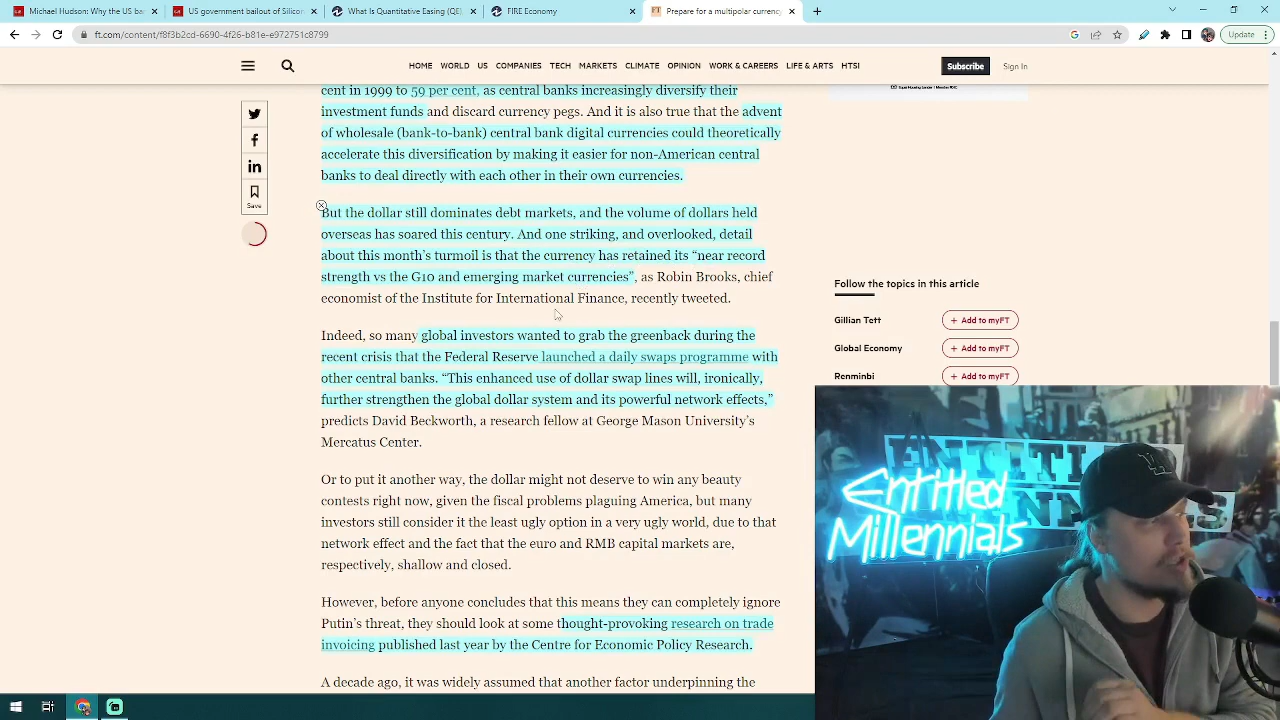 Michael Hudson: Why the US ba
US government bailout of Silicon
What Is Quantitative Easing (QE)
FIRE Economy
Prepare for a multipolar currency
ft.com/content/f8f3b2cd-6690-4f26-b81e-e972751c8799
Update
HOME WORLD US COMPANIES TECH MARKETS CLIMATE OPINION WORK & CAREERS LIFE & ARTS HTSI
Subscribe
Sign In
cent in 1999 to 59 per cent, as central banks increasingly diversify their
investment funds and discard currency pegs. And it is also true that the advent
of wholesale (bank-to-bank) central bank digital currencies could theoretically
accelerate this diversification by making it easier for non-American central
banks to deal directly with each other in their own currencies.
Save
But the dollar still dominates debt markets, and the volume of dollars held
overseas has soared this century. And one striking, and overlooked, detail
about this month's turmoil is that the currency has retained its “near record
strength vs the G10 and emerging market currencies”, as Robin Brooks, chief
economist of the Institute for International Finance, recently tweeted.
Indeed, so many global investors wanted to grab the greenback during the
recent crisis that the Federal Reserve launched a daily swaps programme with
other central banks. “This enhanced use of dollar swap lines will, ironically,
further strengthen the global dollar system and its powerful network effects,”
predicts David Beckworth, a research fellow at George Mason University's
Mercatus Center.
Or to put it another way, the dollar might not deserve to win any beauty
contests right now, given the fiscal problems plaguing America, but many
investors still consider it the least ugly option in a very ugly world, due to that
network effect and the fact that the euro and RMB capital markets are,
respectively, shallow and closed.
However, before anyone concludes that this means they can completely ignore
Putin's threat, they should look at some thought-provoking research on trade
invoicing published last year by the Centre for Economic Policy Research.
A decade ago, it was widely assumed that another factor underpinning the
Follow the topics in this article
Gillian Tett
+ Add to myFT
Global Economy
+ Add to myFT
Renminbi
+ Add to myFT
Entitled
Millennials